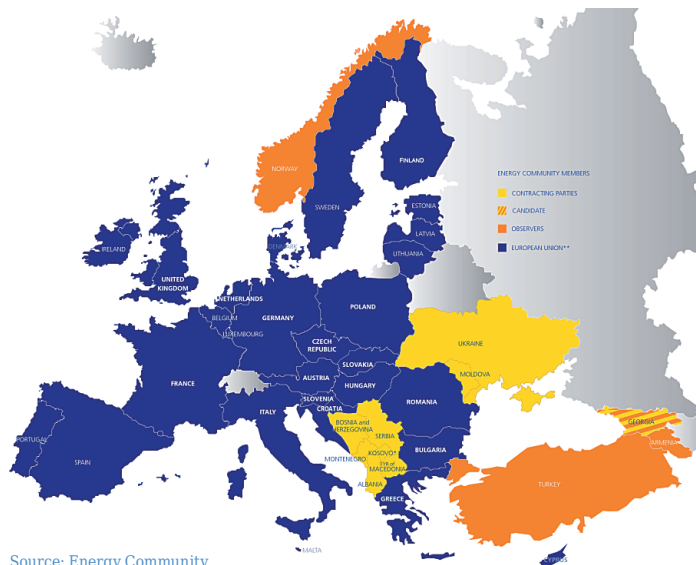 ENERGY COMMUNITY MEMBERS
CONTRACTING PARTIES
CANDIDATE
OBSERVERS
EUROPEAN UNION**
NORWAY
FINLAND
SWEDEN
ESTONIA
LATVIA
LITHUANIA
DENMARK
IRELAND
UNITED
KINGDOM
NETHERLANDS
BELGIUM
LUXEMBOURG
GERMANY
POLAND
CZECH
REPUBLIC
SLOVAKIA
UKRAINE
MOLDOVA
FRANCE
AUSTRIA
HUNGARY
SLOVENIA
CROATIA
ROMANIA
ITALY
BOSNIA and
HERZEGOVINA
SERBIA
KOSOVO*
MONTENEGRO
FYR of
MACEDONIA
BULGARIA
ALBANIA
GREECE
PORTUGAL
SPAIN
GEORGIA
ARMENIA
TURKEY
MALTA
CYPRUS
Source: Energy Community